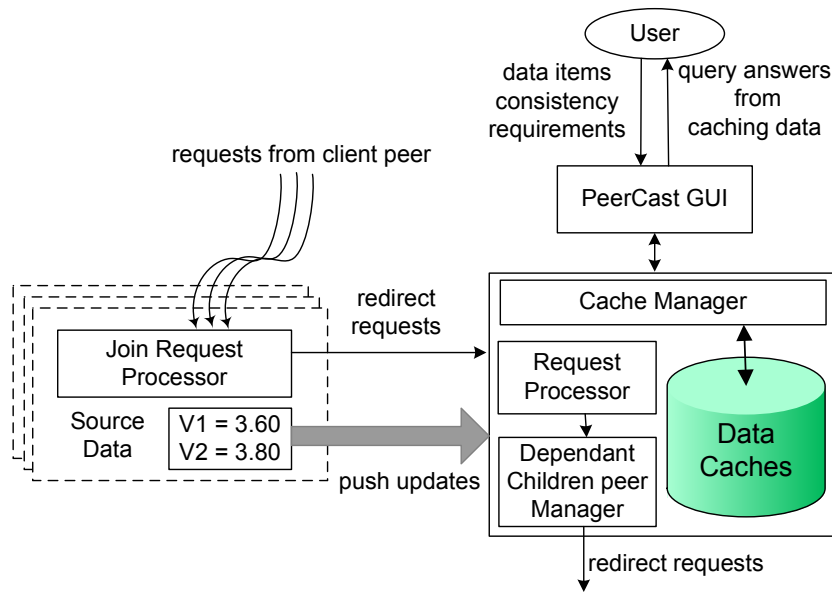 User
data items
consistency
requirements
query answers
from
caching data
requests from client peer
PeerCast GUI
Cache Manager
redirect
requests
Join Request
Processor
Request
Processor
Source
Data
V1 = 3.60
V2 = 3.80
Dependant
Children peer
Manager
Data
Caches
push updates
redirect requests